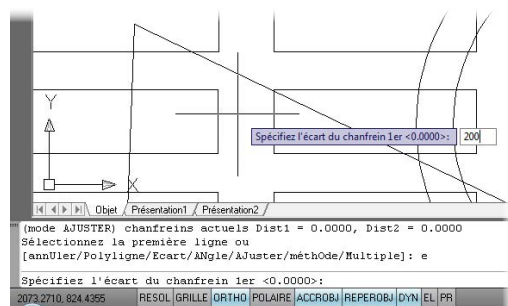 Y
Spécifiez l'écart du chanfrein 1er <0.0000>: 200
X
Objet / Présentation1 / Présentation2 /
(mode AJUSTER) chanfreins actuels Dist1 = 0.0000, Dist2 = 0.0000
Sélectionnez la première ligne ou
[annUler/Polyligne/Ecart/ANgle/AJuster/méthOde/Multiple]: e
Spécifiez l'écart du chanfrein 1er <0.0000>:
2073.2710, 824.4355 RESOL GRILLE ORTHO POLAIRE ACCROBJ REPEROBJ DYN EL PR